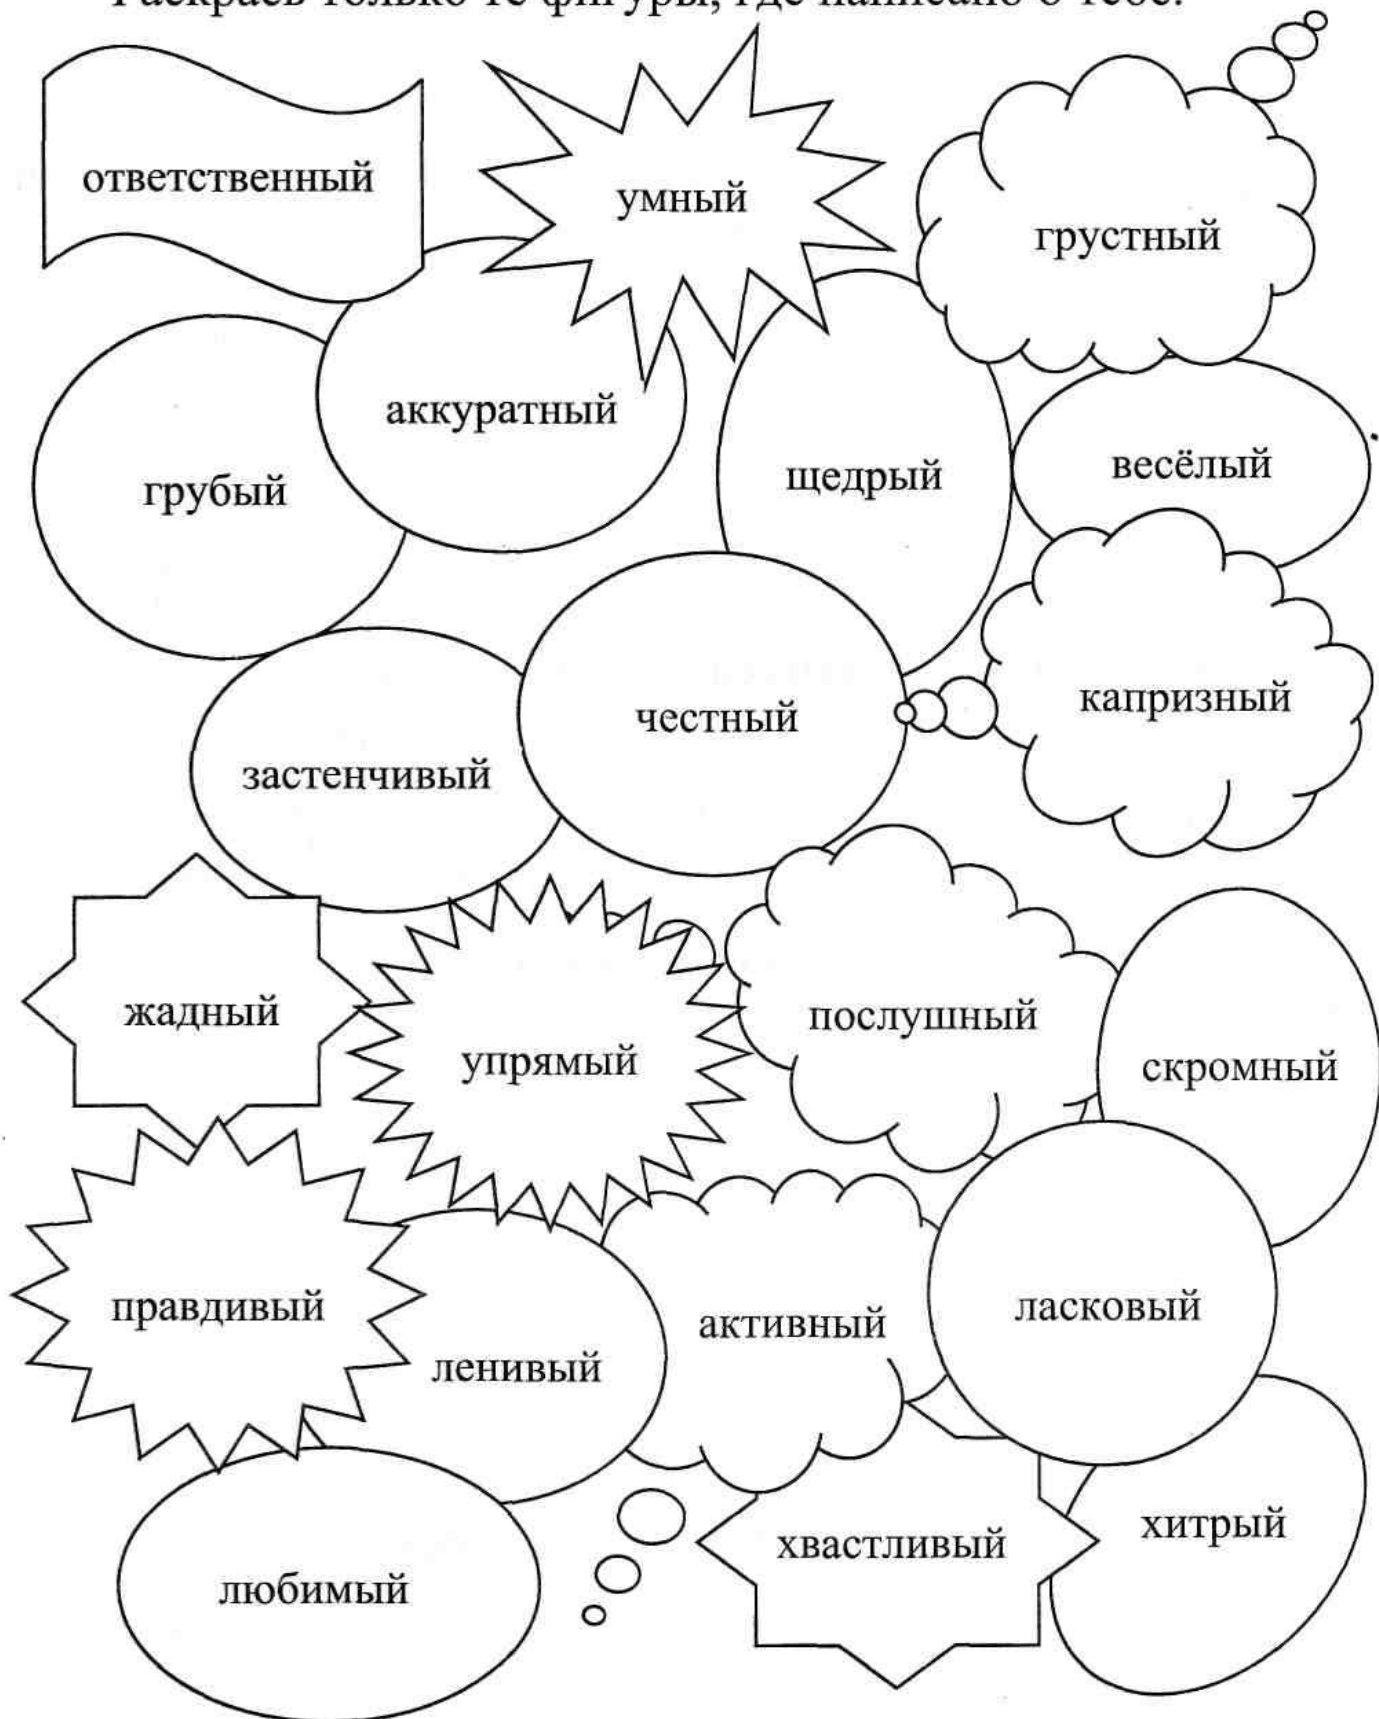 Раскрась только те фигуры, где написано о тебе.
ответственный
умный
грустный
аккуратный
грубый
щедрый
весёлый
честный
капризный
застенчивый
жадный
упрямый
послушный
скромный
правдивый
ленивый
активный
ласковый
любимый
хвастливый
хитрый